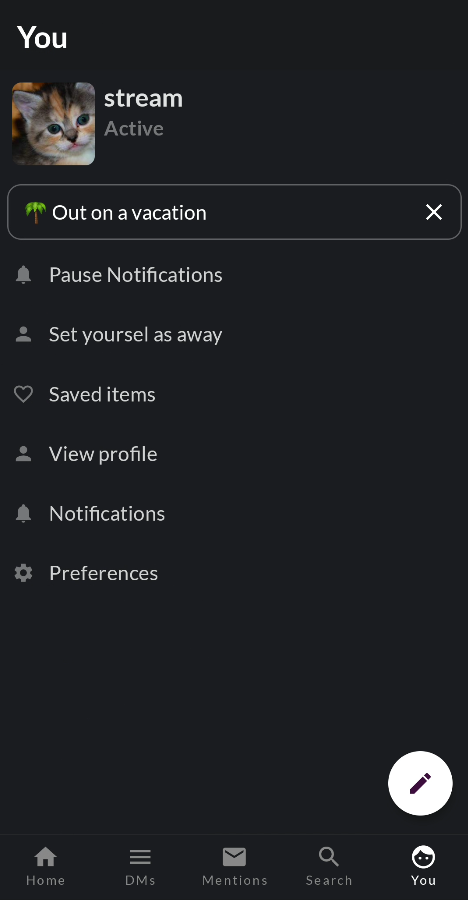 You
stream
Active
🌴 Out on a vacation
Pause Notifications
Set yoursel as away
Saved items
View profile
Notifications
Preferences
Home DMs Mentions Search You